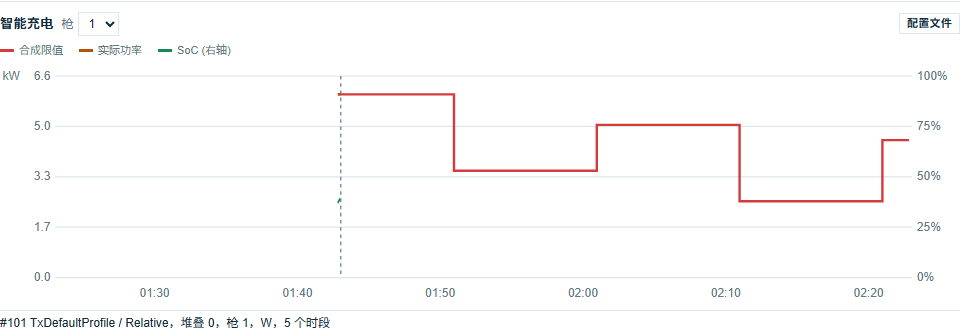 智能充电 枪 1 配置文件
合成限值 实际功率 SoC (右轴)
kW 6.6 100%
5.0 75%
3.3 50%
1.7 25%
0.0 0%
01:30 01:40 01:50 02:00 02:10 02:20
#101 TxDefaultProfile / Relative，堆叠 0，枪 1，W，5 个时段